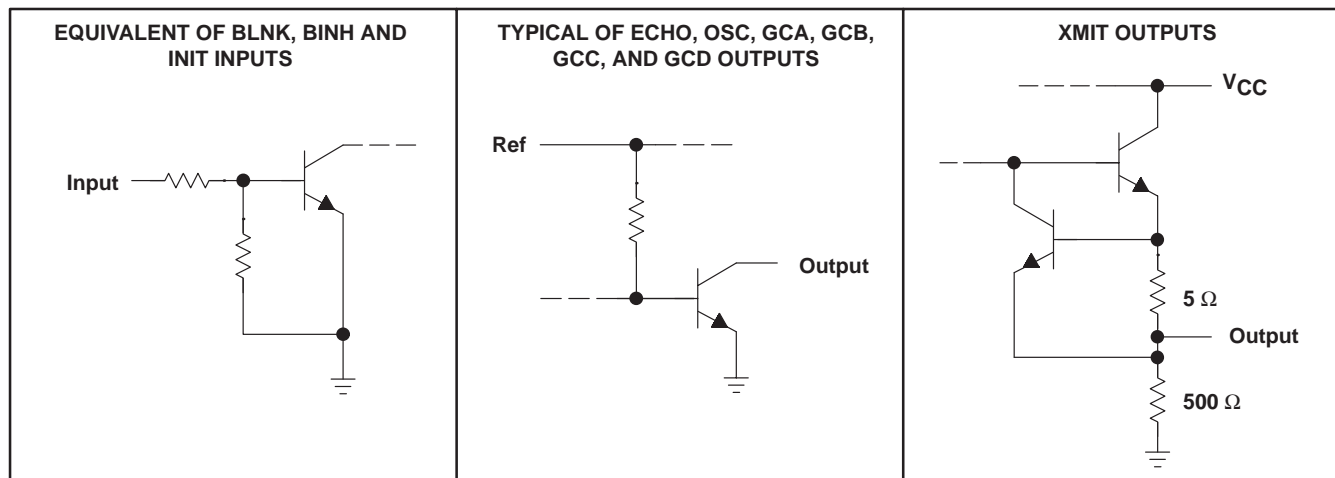 EQUIVALENT OF BLNK, BINH AND
INIT INPUTS
Input
TYPICAL OF ECHO, OSC, GCA, GCB,
GCC, AND GCD OUTPUTS
Ref
Output
XMIT OUTPUTS
VCC
5 Ω
Output
500 Ω